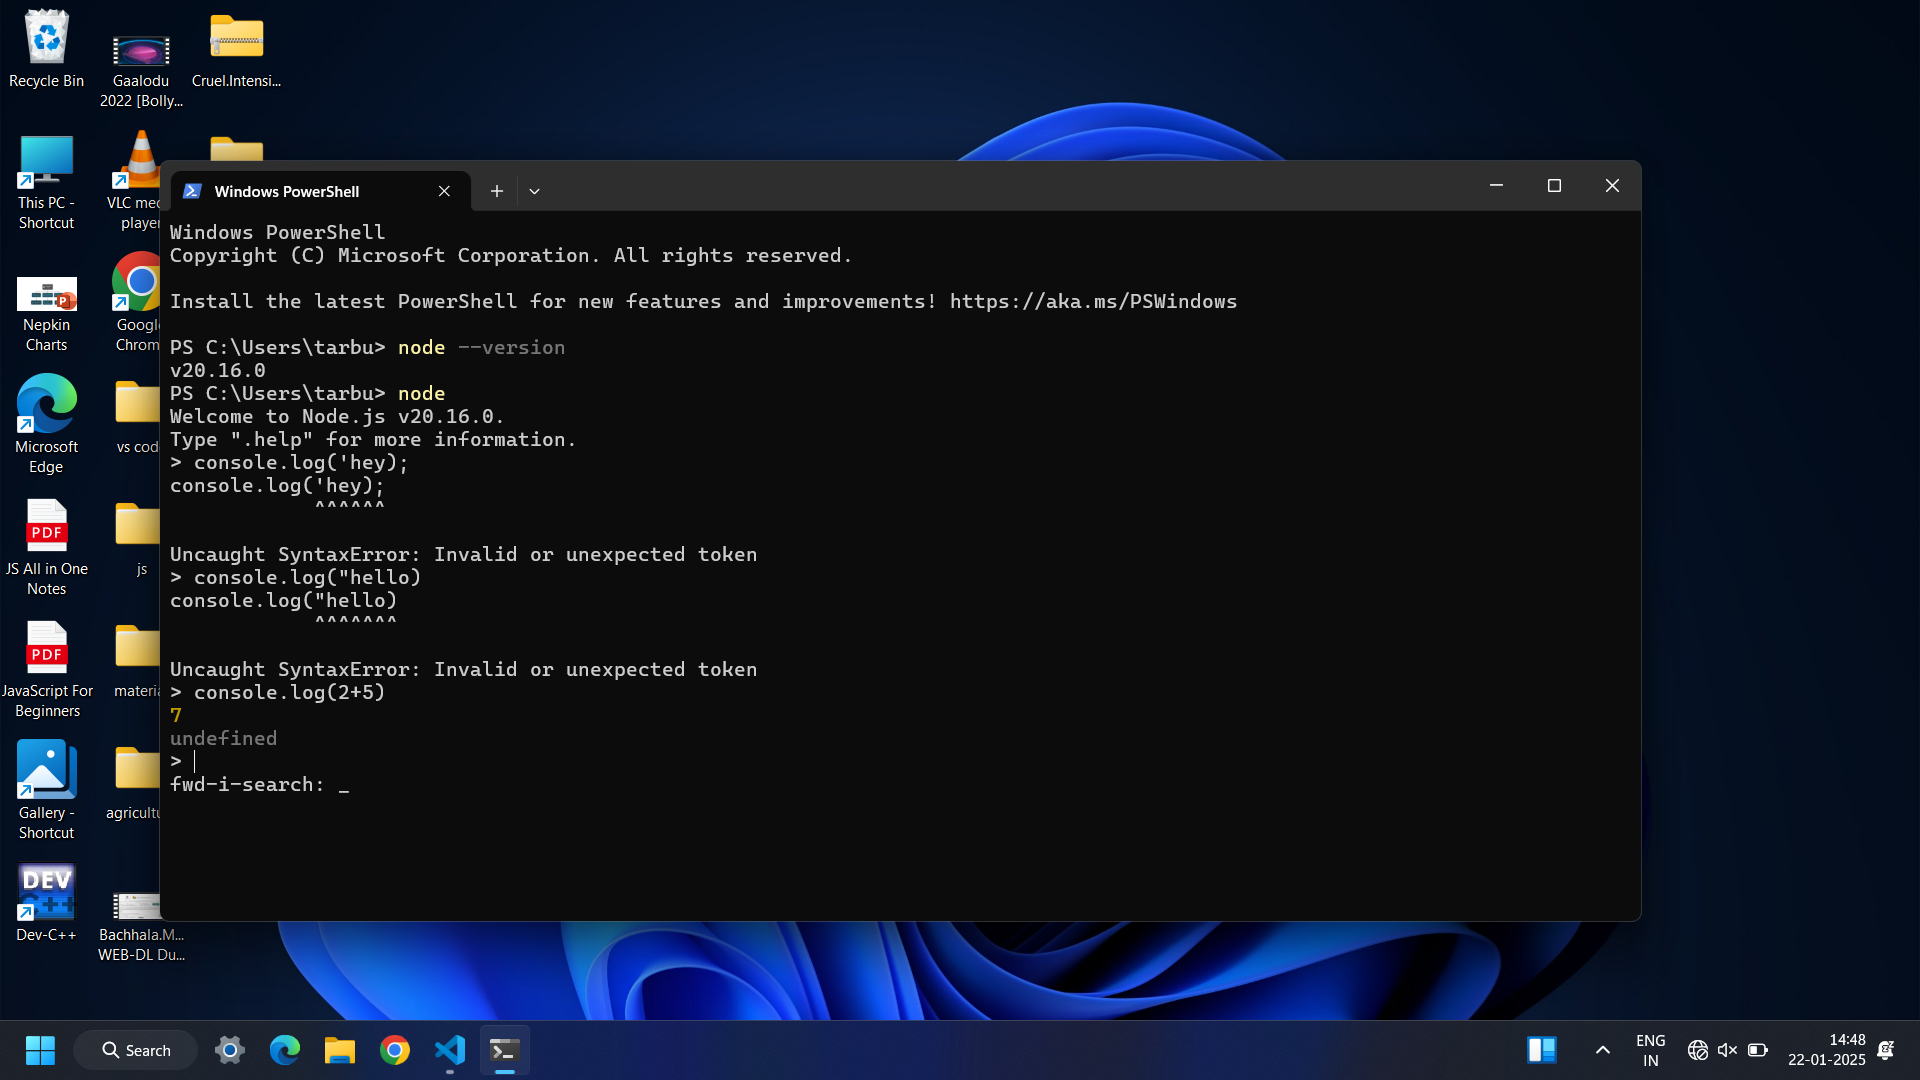 Recycle Bin
Gaalodu
2022 [Bolly...
Cruel.Intensi...
This PC -
Shortcut
VLC med
player
Nepkin
Charts
Googl
Chrom
Microsoft
Edge
vs cod
JS All in One
Notes
js
JavaScript For
Beginners
materia
Gallery -
Shortcut
agricultu
Dev-C++
Bachhala.M...
WEB-DL Du...
PDF
PDF
DEV
C++
Windows PowerShell
Windows PowerShell
Copyright (C) Microsoft Corporation. All rights reserved.
Install the latest PowerShell for new features and improvements! https://aka.ms/PSWindows
PS C:\Users\tarbu> node --version
v20.16.0
PS C:\Users\tarbu> node
Welcome to Node.js v20.16.0.
Type ".help" for more information.
> console.log('hey);
console.log('hey);
^^^^^^
Uncaught SyntaxError: Invalid or unexpected token
> console.log("hello)
console.log("hello)
^^^^^^^
Uncaught SyntaxError: Invalid or unexpected token
> console.log(2+5)
7
undefined
>
fwd-i-search: _
Search
ENG
IN
14:48
22-01-2025